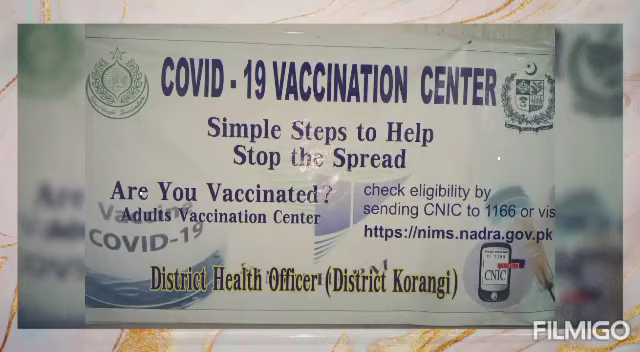 COVID - 19 VACCINATION CENTER
Simple Steps to Help
Stop the Spread
Are You Vaccinated?
Adults Vaccination Center
check eligibility by
sending CNIC to 1166 or vis
https://nims.nadra.gov.pk
Vaccine
COVID-19
CNIC
District Health Officer (District Korangi)
FILMIGO